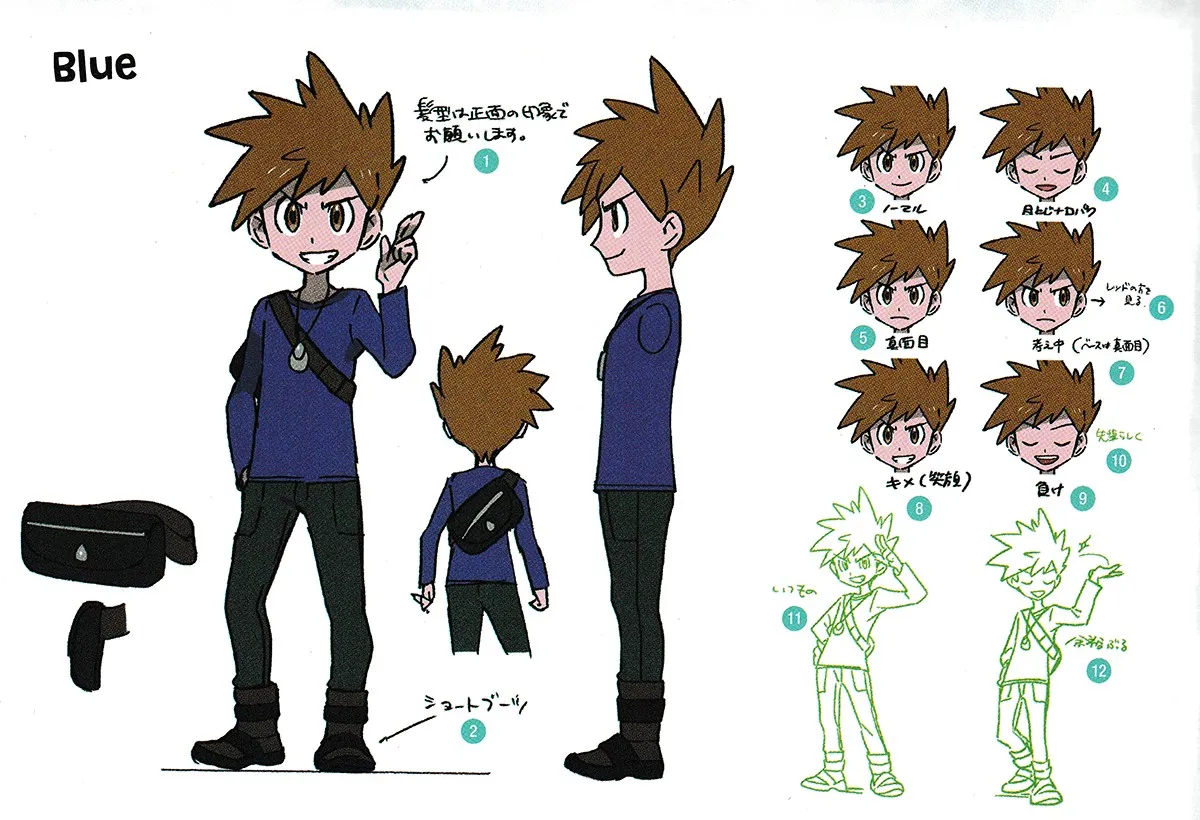 Blue
髪型は正面の印象で
お願いします。
1
3
ノーマル
4
目とじナロパク
5
真面目
レッドの方を
見る
6
考え中(ベースは真面目)
7
キメ(笑顔)
8
負け
9
失望らしく
10
いつもの
11
余裕ぶる
12
ショートブーツ
2